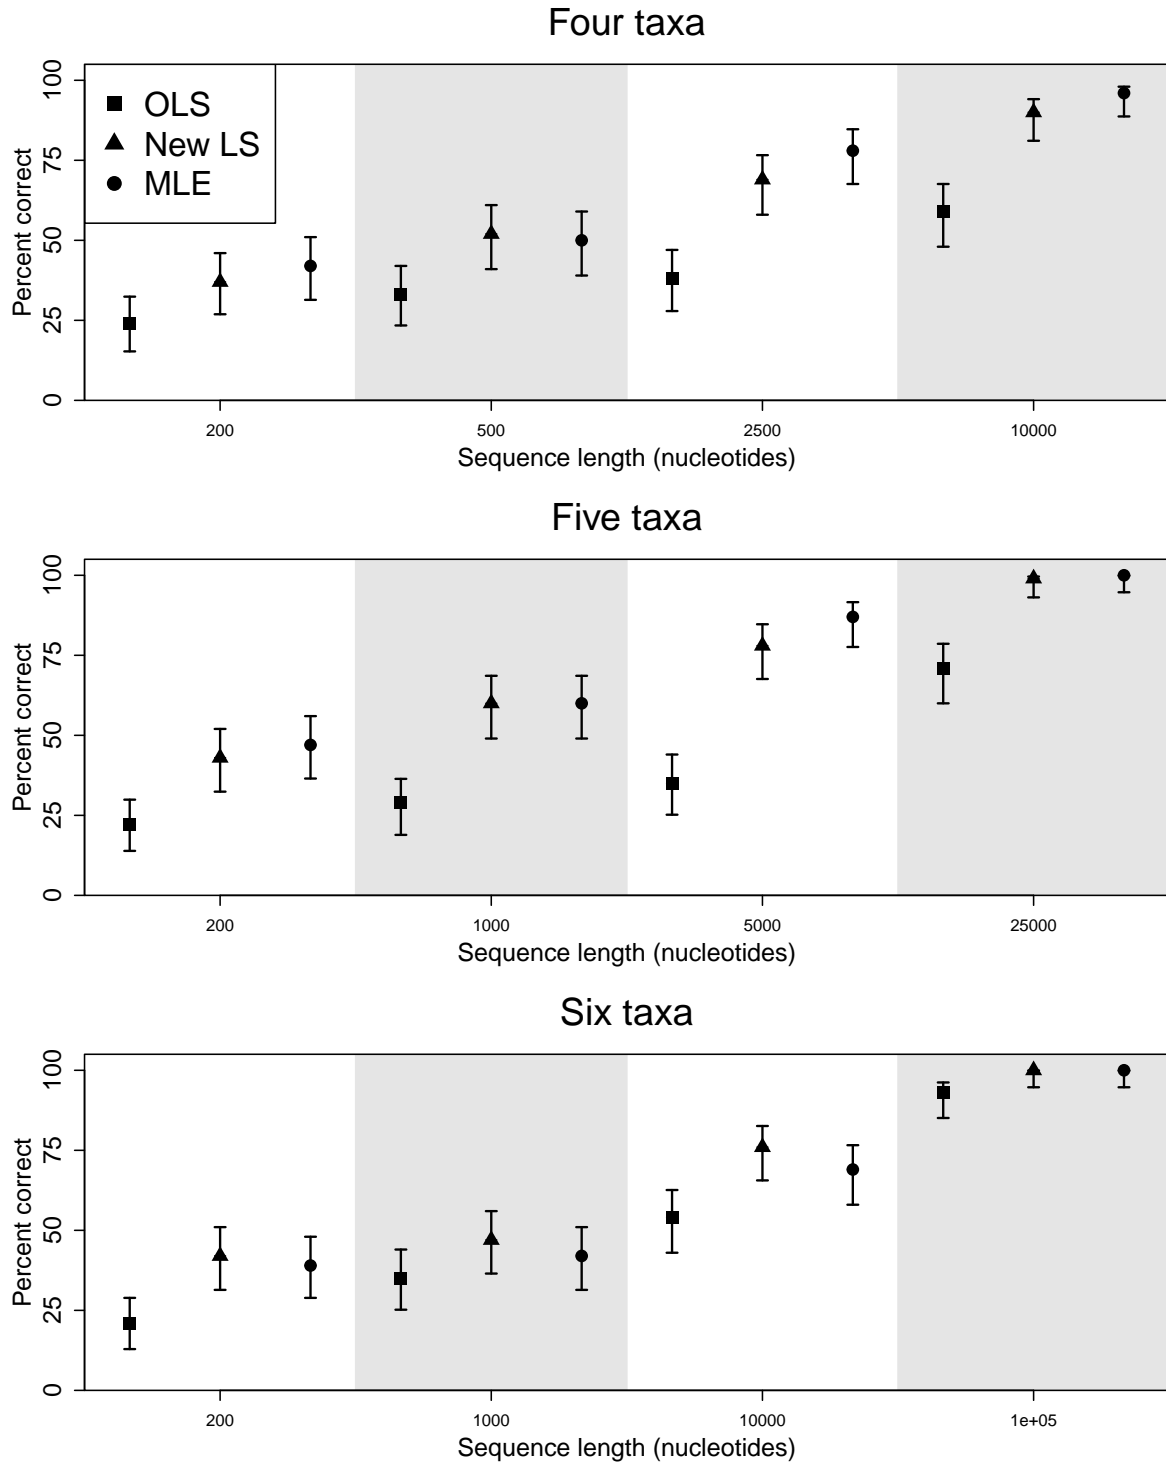 Four taxa
OLS
New LS
MLE
Percent correct
0 25 50 75 100
200 500 2500 10000
Sequence length (nucleotides)
Five taxa
Percent correct
0 25 50 75 100
200 1000 5000 25000
Sequence length (nucleotides)
Six taxa
Percent correct
0 25 50 75 100
200 1000 10000 1e+05
Sequence length (nucleotides)